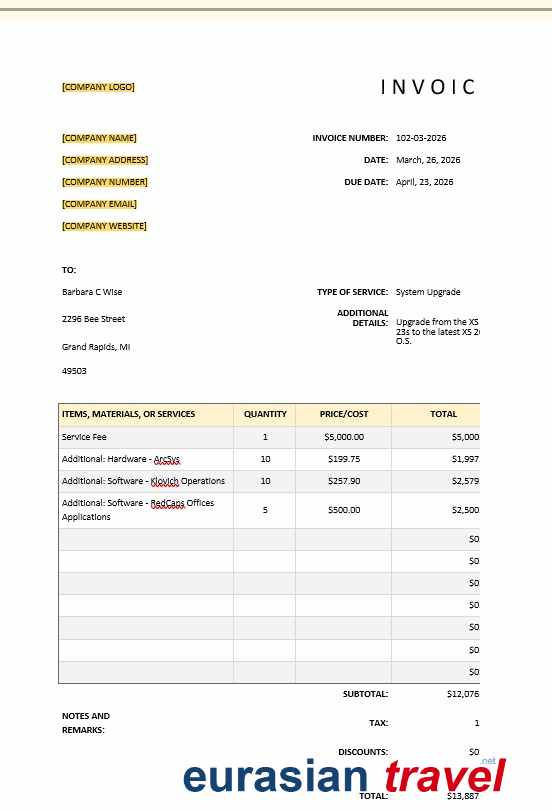 [COMPANY LOGO]
INVOIC
[COMPANY NAME]
INVOICE NUMBER: 102-03-2026
[COMPANY ADDRESS]
DATE: March, 26, 2026
[COMPANY NUMBER]
DUE DATE: April, 23, 2026
[COMPANY EMAIL]
[COMPANY WEBSITE]
TO:
Barbara C Wise
TYPE OF SERVICE: System Upgrade
2296 Bee Street
ADDITIONAL
DETAILS:
Upgrade from the XS
23s to the latest XS
O.S.
Grand Rapids, MI
49503
ITEMS, MATERIALS, OR SERVICES QUANTITY PRICE/COST TOTAL
Service Fee 1 $5,000.00 $5,000
Additional: Hardware - ArcSys 10 $199.75 $1,997
Additional: Software - Klovich Operations 10 $257.90 $2,579
Additional: Software - RedCaps Offices
Applications 5 $500.00 $2,500
$0
$0
$0
$0
$0
$0
$0
SUBTOTAL: $12,076
NOTES AND
REMARKS:
TAX: 1
DISCOUNTS: $0
eurasian travel .net
TOTAL: $13,887